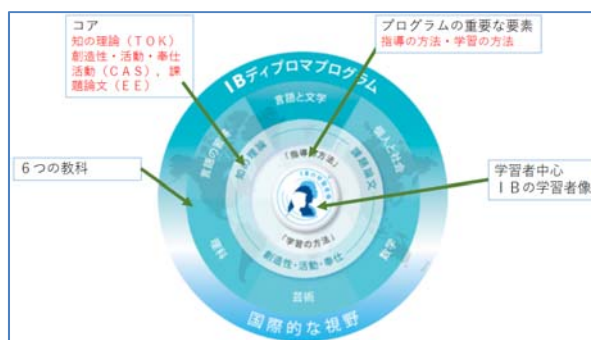 コア
知の理論（ＴＯＫ）
創造性・活動・奉仕
活動（ＣＡＳ），課
題論文（ＥＥ）
プログラムの重要な要素
指導の方法・学習の方法
６つの教科
学習者中心
ＩＢの学習者像
ＩＢディプロマプログラム
言語と文学
個人と社会
数学
芸術
理科
言語の習得
知の理論
課題論文
創造性・活動・奉仕
「指導の方法」
「学習の方法」
国際的な視野